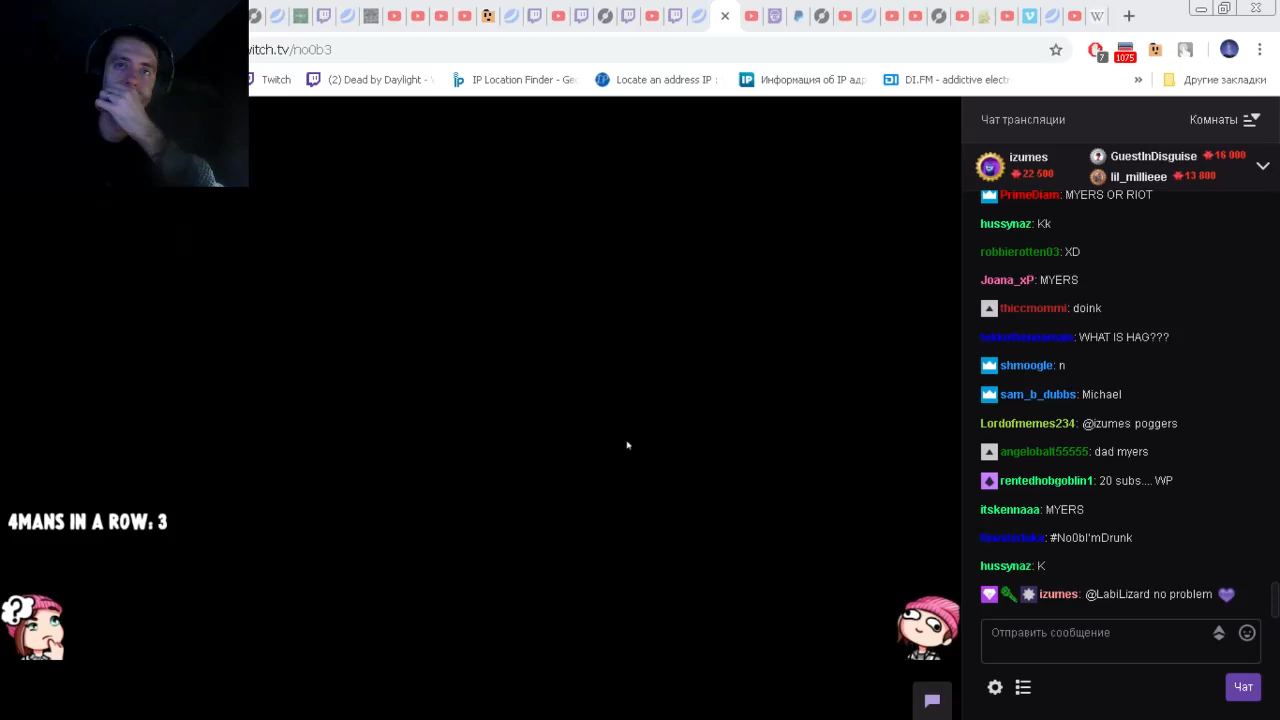 itch.tv/no0b3
7
1075
Twitch
(2) Dead by Daylight -
IP Location Finder - Ge
Locate an address IP :
Информация об IP ад
DI.FM - addictive elect
»
Другие закладки
Чат трансляции
Комнаты
izumes
22 500
GuestInDisguise 16 000
lil_millieee 13 800
PrimeDiam: MYERS OR RIOT
hussynaz: Kk
robbierotten03: XD
Joana_xP: MYERS
thiccmommi: doink
WHAT IS HAG???
shmoogle: n
sam_b_dubbs: Michael
Lordofmemes234: @izumes poggers
angelobalt55555: dad myers
rentedhobgoblin1: 20 subs.... WP
itskennaaa: MYERS
#No0bI'mDrunk
hussynaz: K
izumes: @LabiLizard no problem
Отправить сообщение
Чат
4MANS IN A ROW: 3